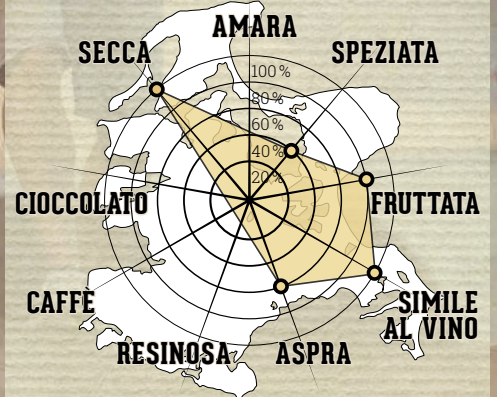 AMARA
SECCA
SPEZIATA
100%
80%
60%
40%
20%
CIOCCOLATO
FRUTTATA
CAFFÈ
SIMILE
AL VINO
RESINOSA
ASPRA